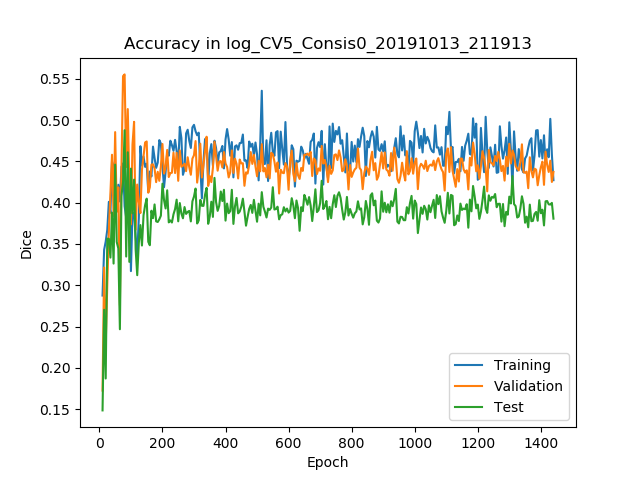 Accuracy in log_CV5_Consis0_20191013_211913
0.55
0.50
0.45
0.40
0.35
0.30
0.25
0.20
0.15
Dice
Training
Validation
Test
0 200 400 600 800 1000 1200 1400
Epoch